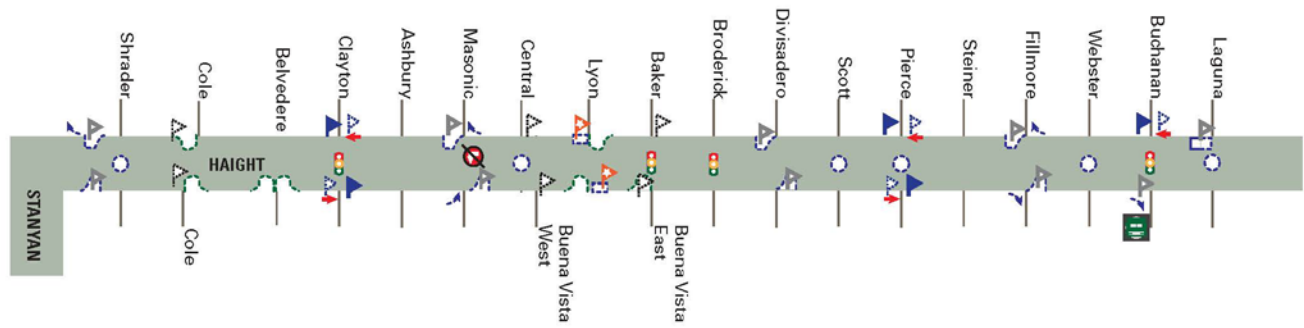 Shrader
Cole
Belvedere
Clayton
Ashbury
Masonic
Central
Lyon
Baker
Broderick
Divisadero
Scott
Pierce
Steiner
Fillmore
Webster
Buchanan
Laguna
HAIGHT
STANYAN
Cole
Buena Vista
West
Buena Vista
East